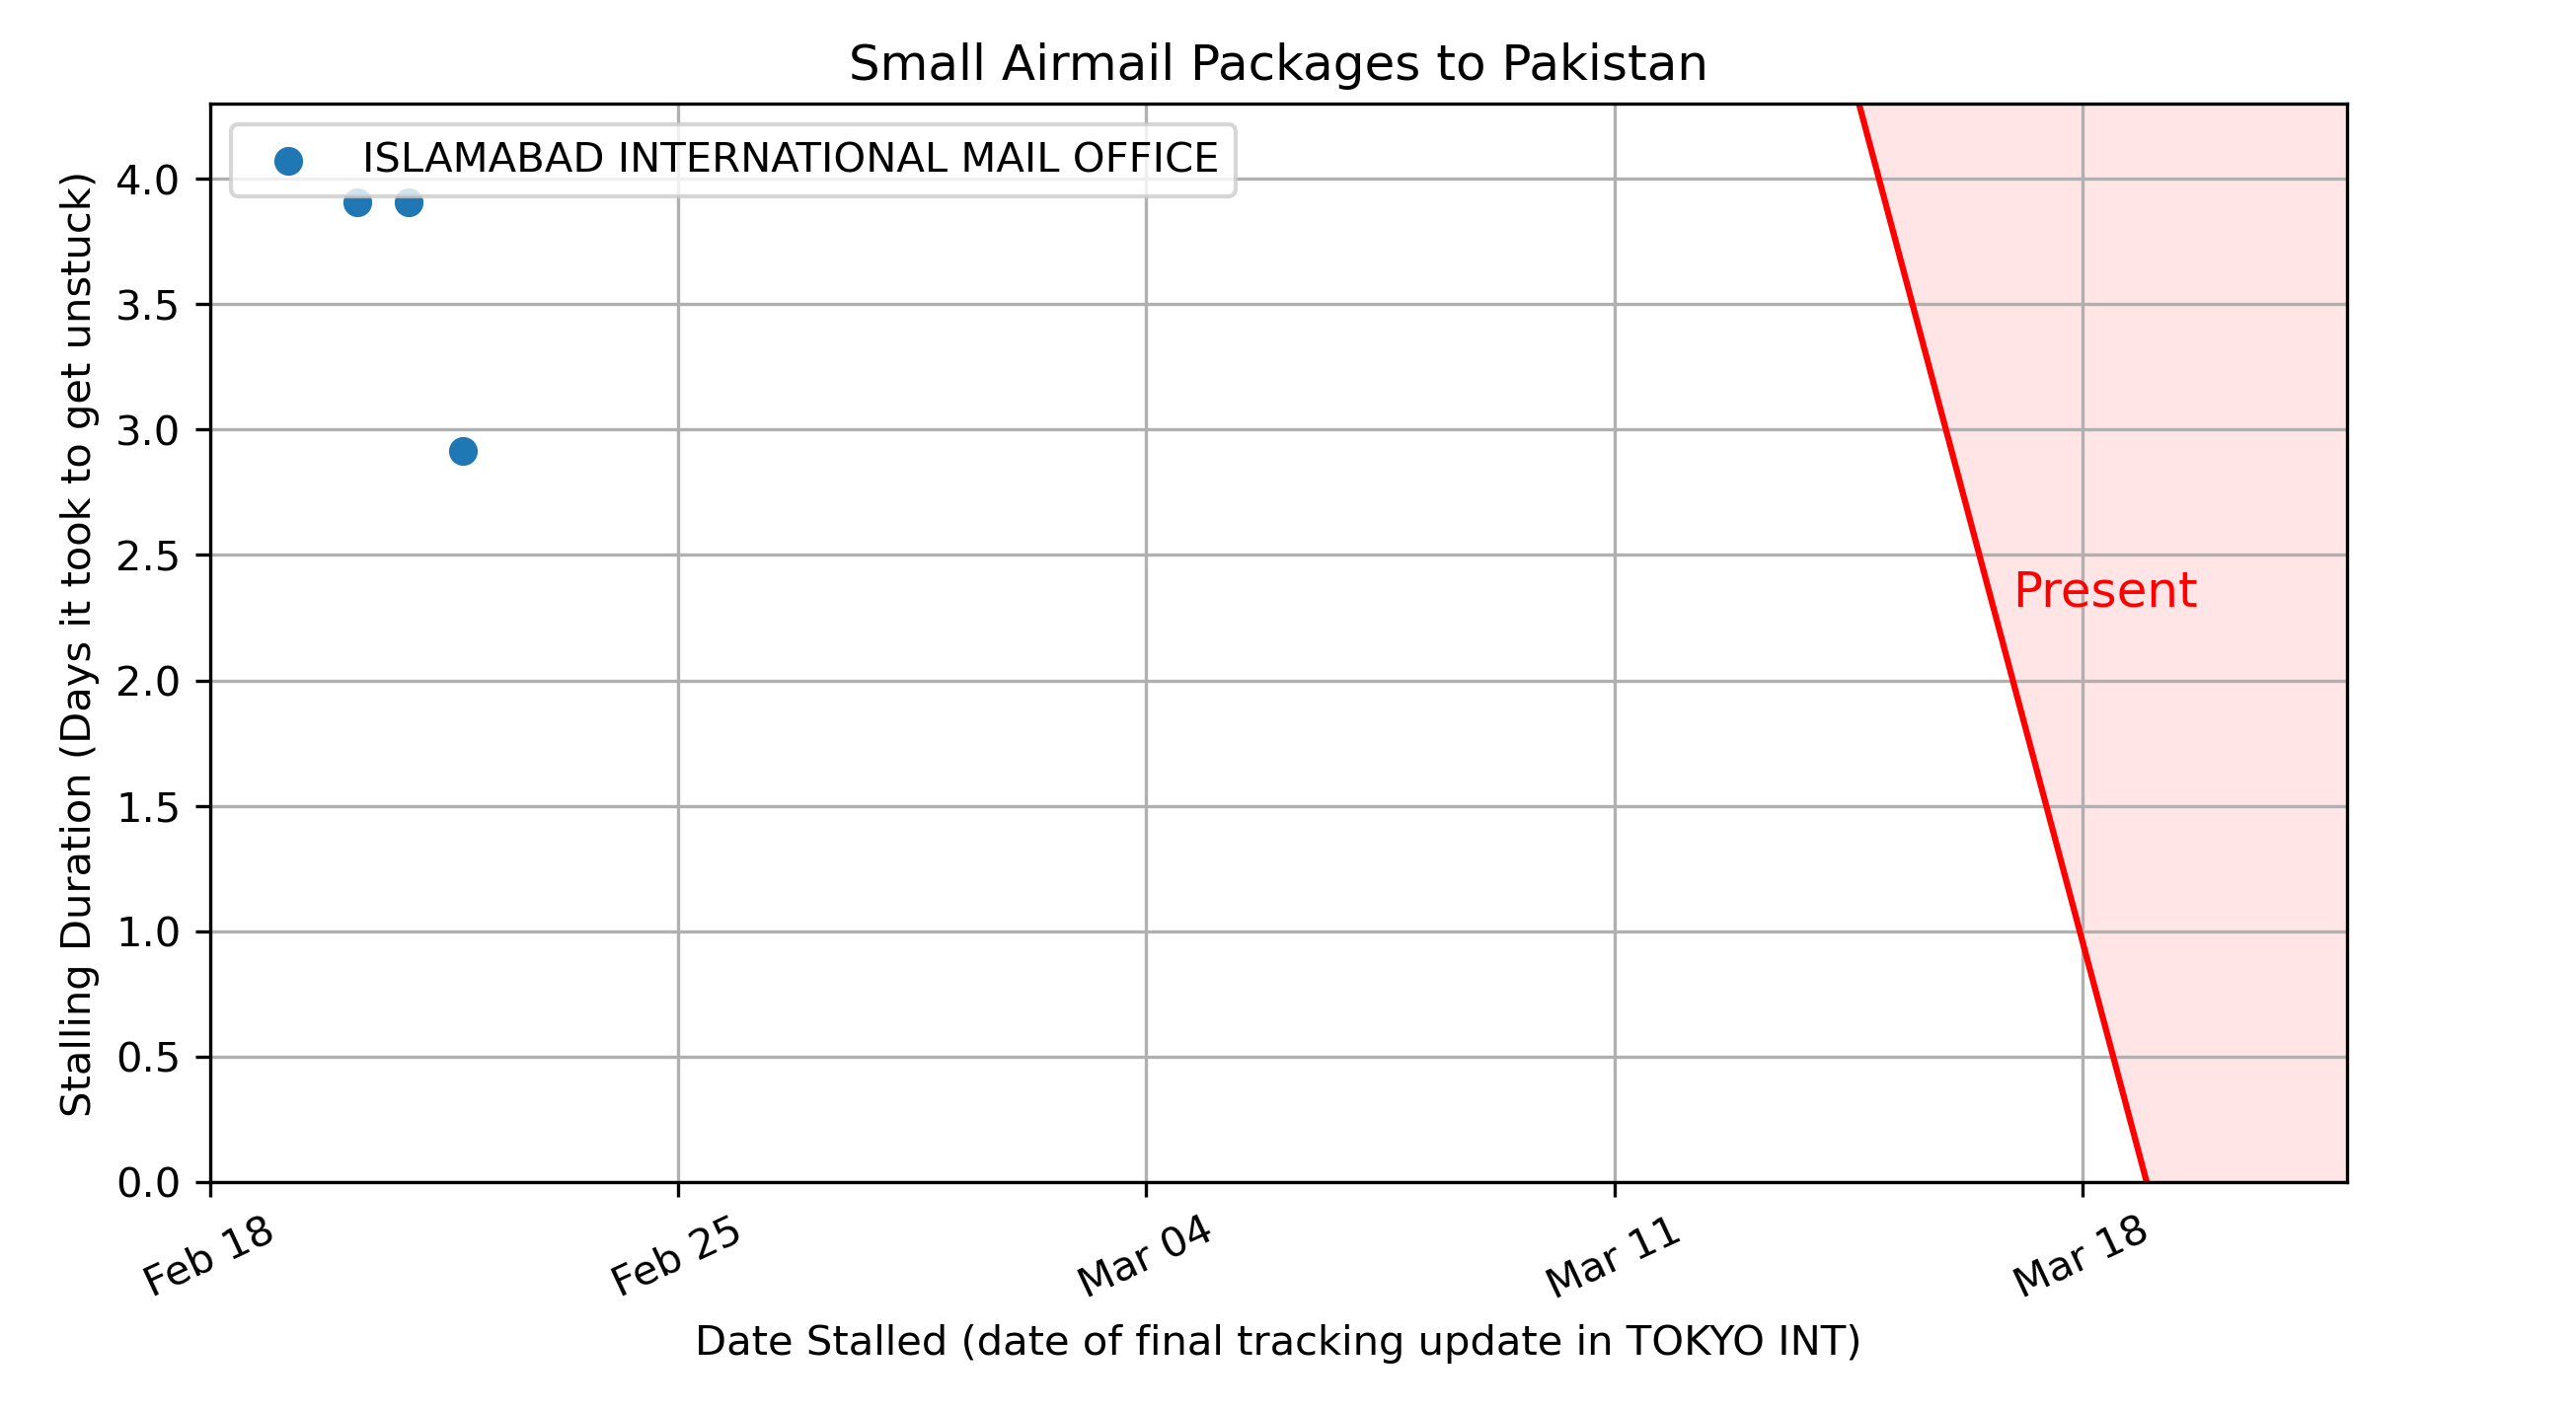 Small Airmail Packages to Pakistan
ISLAMABAD INTERNATIONAL MAIL OFFICE
Stalling Duration (Days it took to get unstuck)
4.0
3.5
3.0
2.5
2.0
1.5
1.0
0.5
0.0
Present
Feb 18
Feb 25
Mar 04
Mar 11
Mar 18
Date Stalled (date of final tracking update in TOKYO INT)